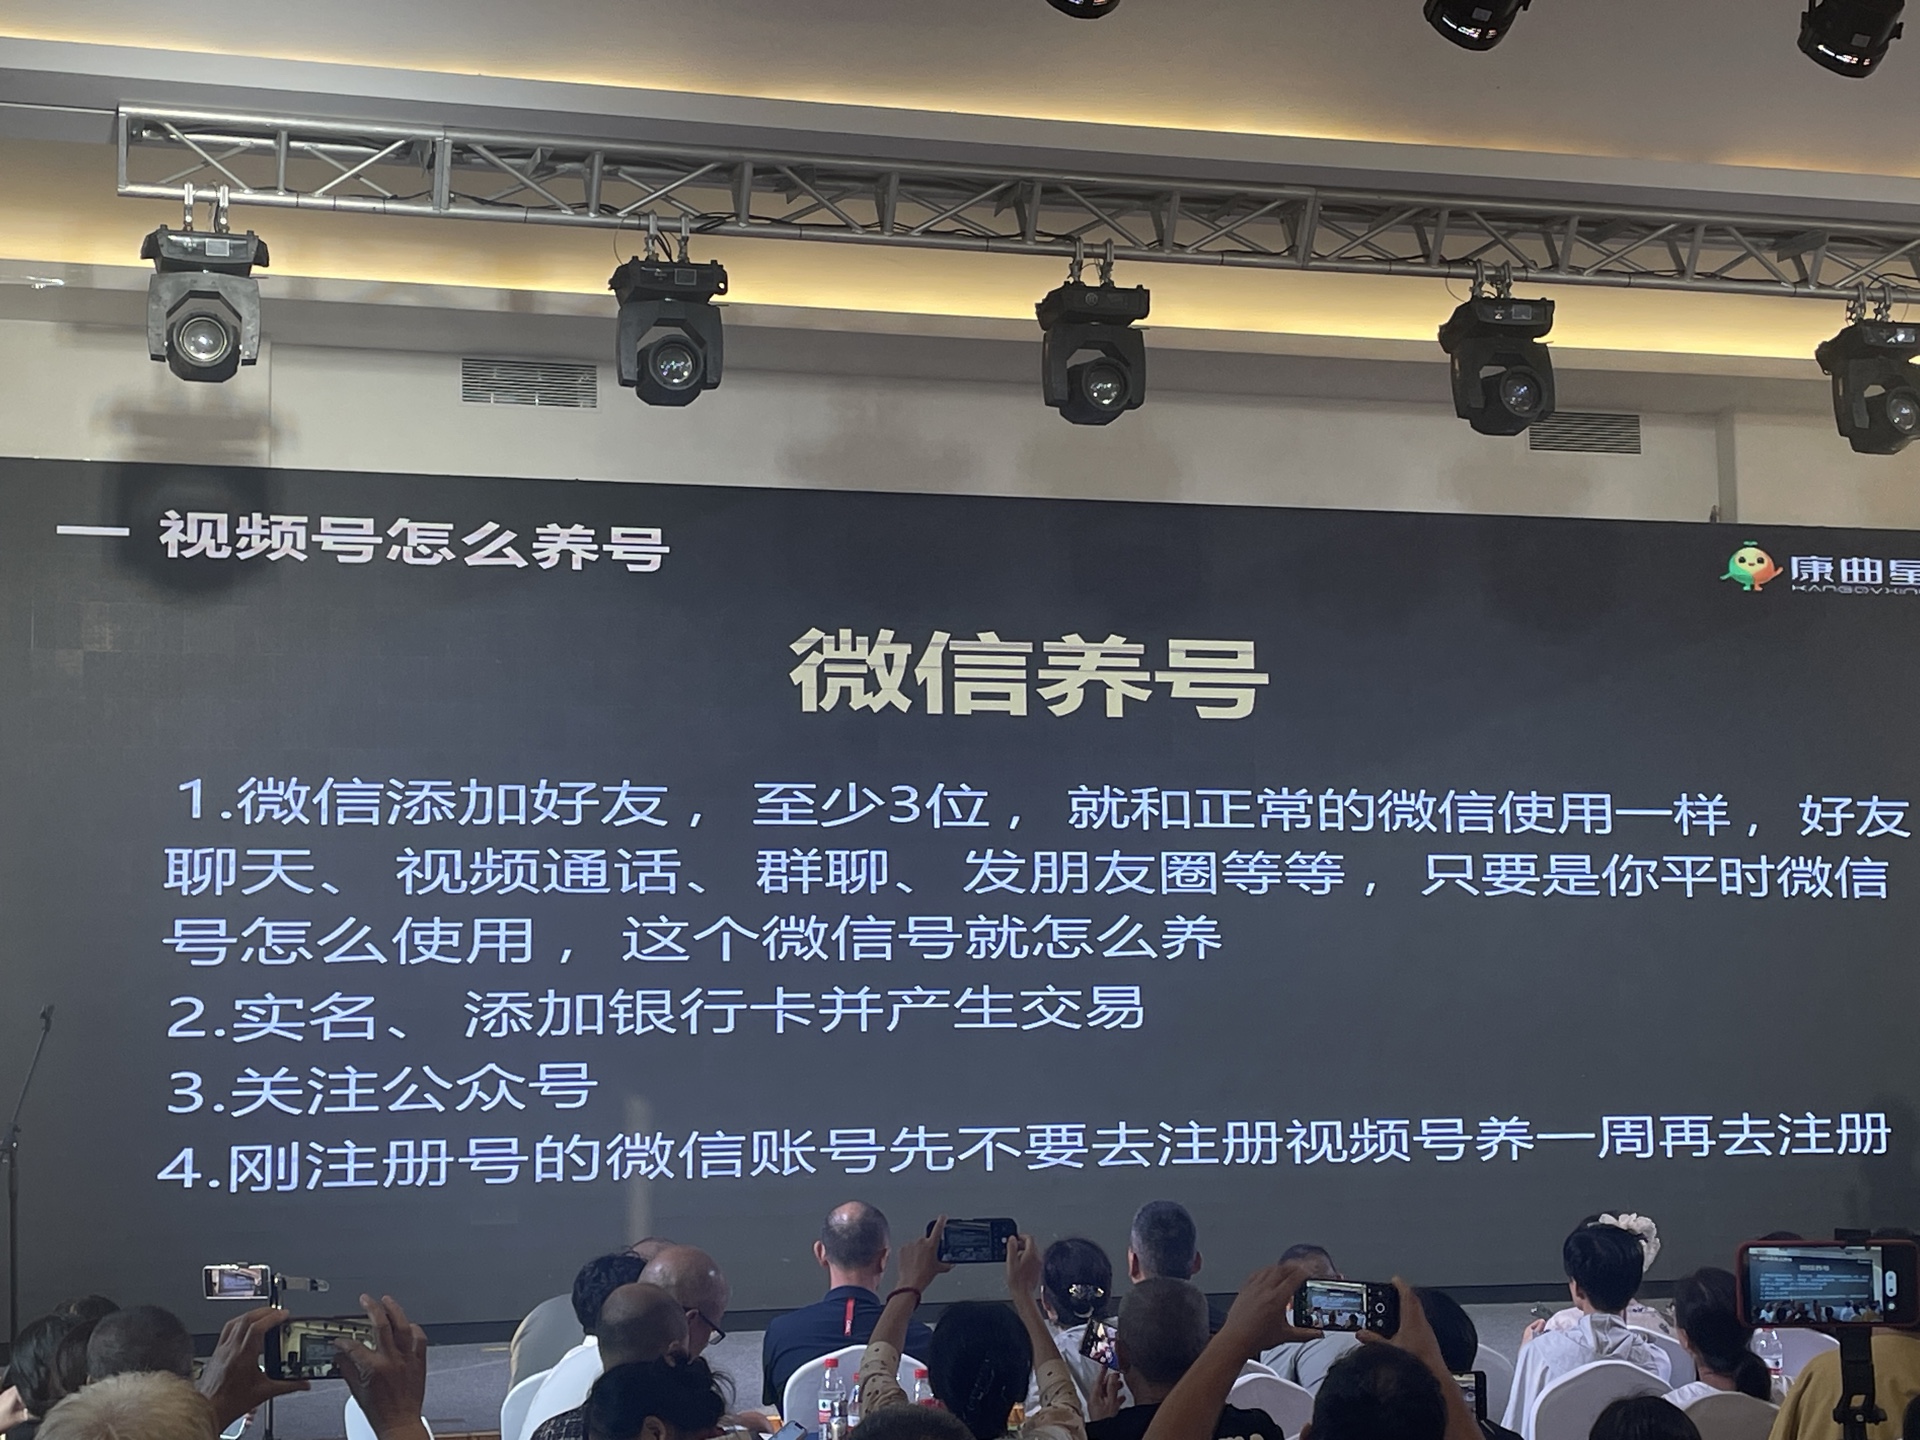 一 视频号怎么养号
康曲星
微信养号
1.微信添加好友，至少3位，就和正常的微信使用一样，好友
聊天、视频通话、群聊、发朋友圈等等，只要是你平时微信
号怎么使用，这个微信号就怎么养
2.实名、添加银行卡并产生交易
3.关注公众号
4.刚注册号的微信账号先不要去注册视频号养一周再去注册